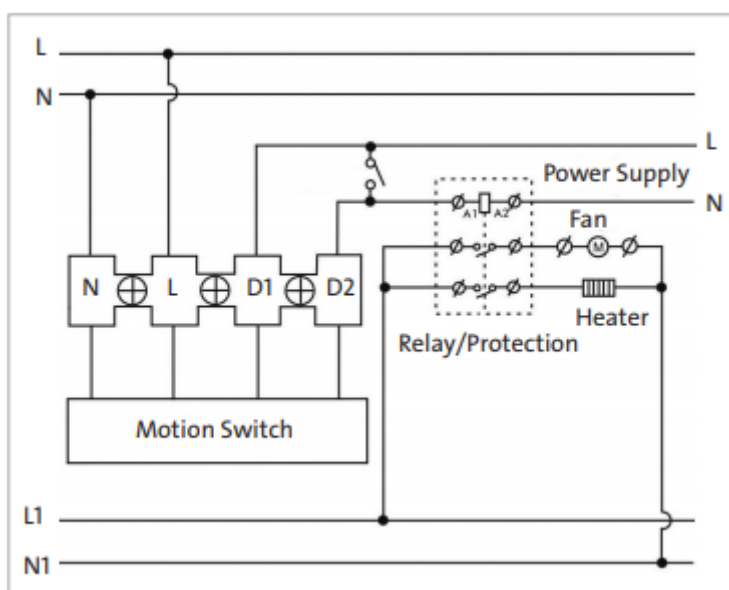 L
N
L
Power Supply
N
A1 A2
Fan
M
N L D1 D2
Heater
Relay/Protection
Motion Switch
L1
N1